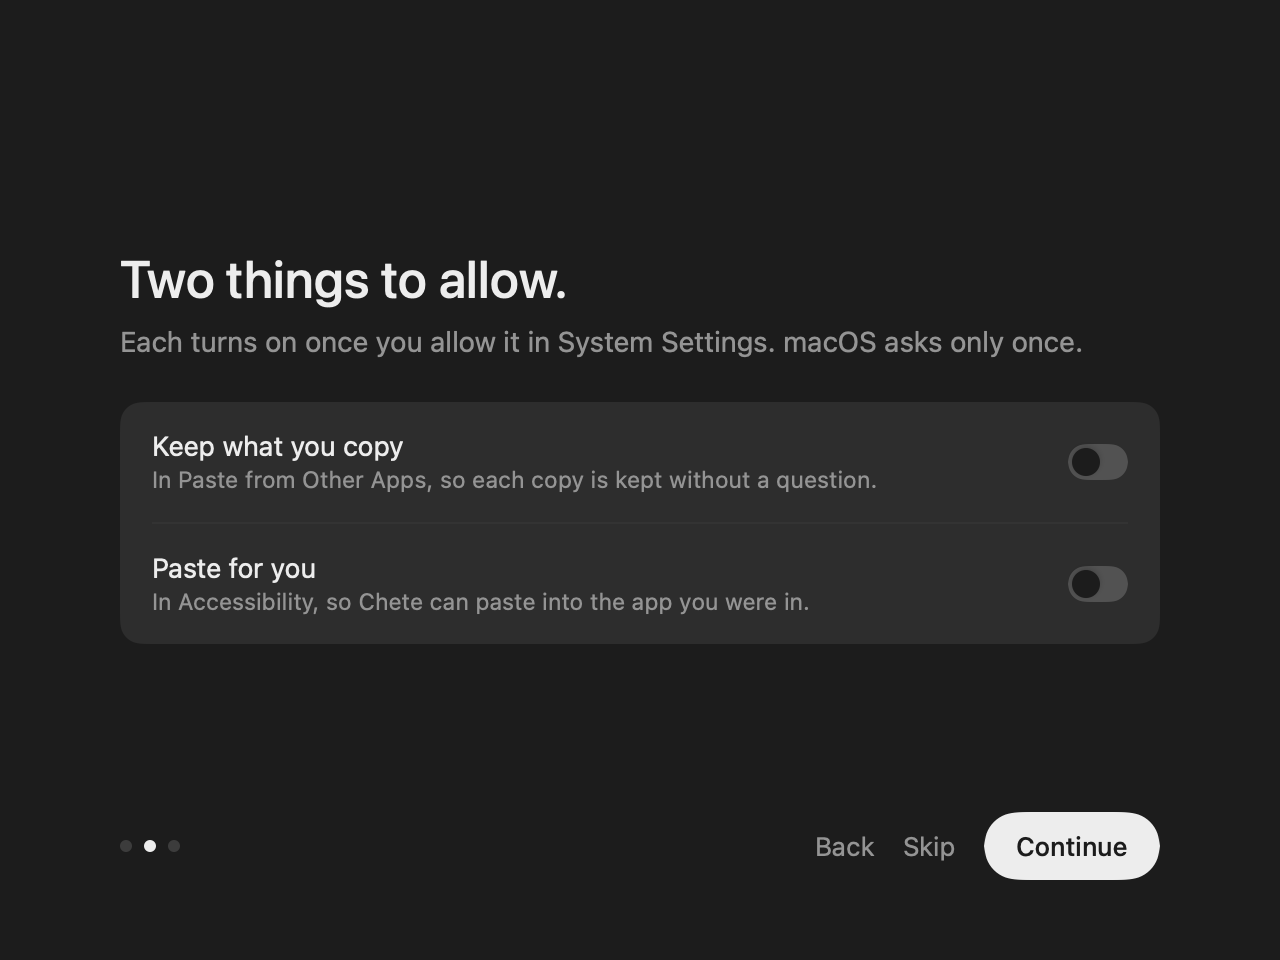 Two things to allow.
Each turns on once you allow it in System Settings. macOS asks only once.
Keep what you copy
In Paste from Other Apps, so each copy is kept without a question.
Paste for you
In Accessibility, so Chete can paste into the app you were in.
Back Skip Continue